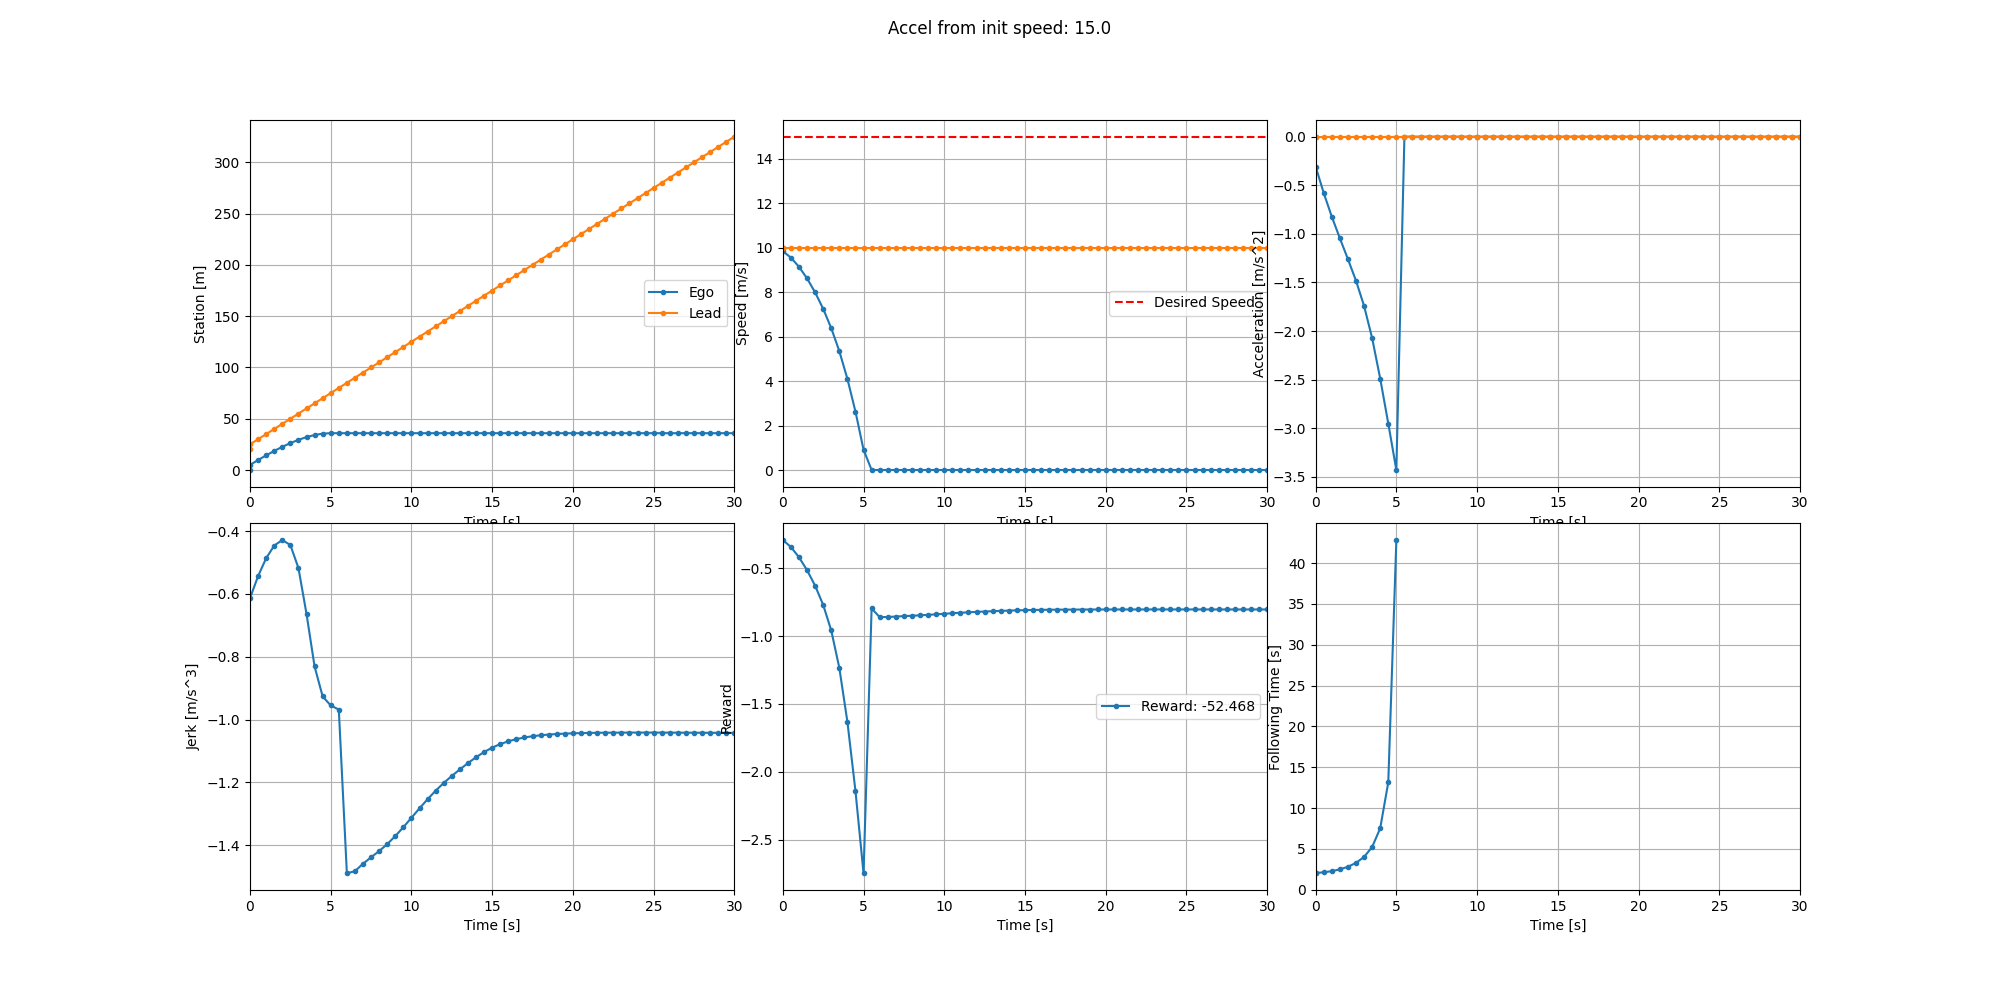 Accel from init speed: 15.0
Station [m]
300
250
200
150
100
50
0
0 5 10 15 20 25 30
Time [s]
Ego
Lead
Speed [m/s]
14
12
10
8
6
4
2
0
0 5 10 15 20 25 30
Time [s]
Desired Speed
Acceleration [m/s^2]
0.0
−0.5
−1.0
−1.5
−2.0
−2.5
−3.0
−3.5
0 5 10 15 20 25 30
Time [s]
Jerk [m/s^3]
−0.4
−0.6
−0.8
−1.0
−1.2
−1.4
0 5 10 15 20 25 30
Time [s]
Reward
−0.5
−1.0
−1.5
−2.0
−2.5
0 5 10 15 20 25 30
Time [s]
Reward: -52.468
Following Time [s]
40
35
30
25
20
15
10
5
0
0 5 10 15 20 25 30
Time [s]